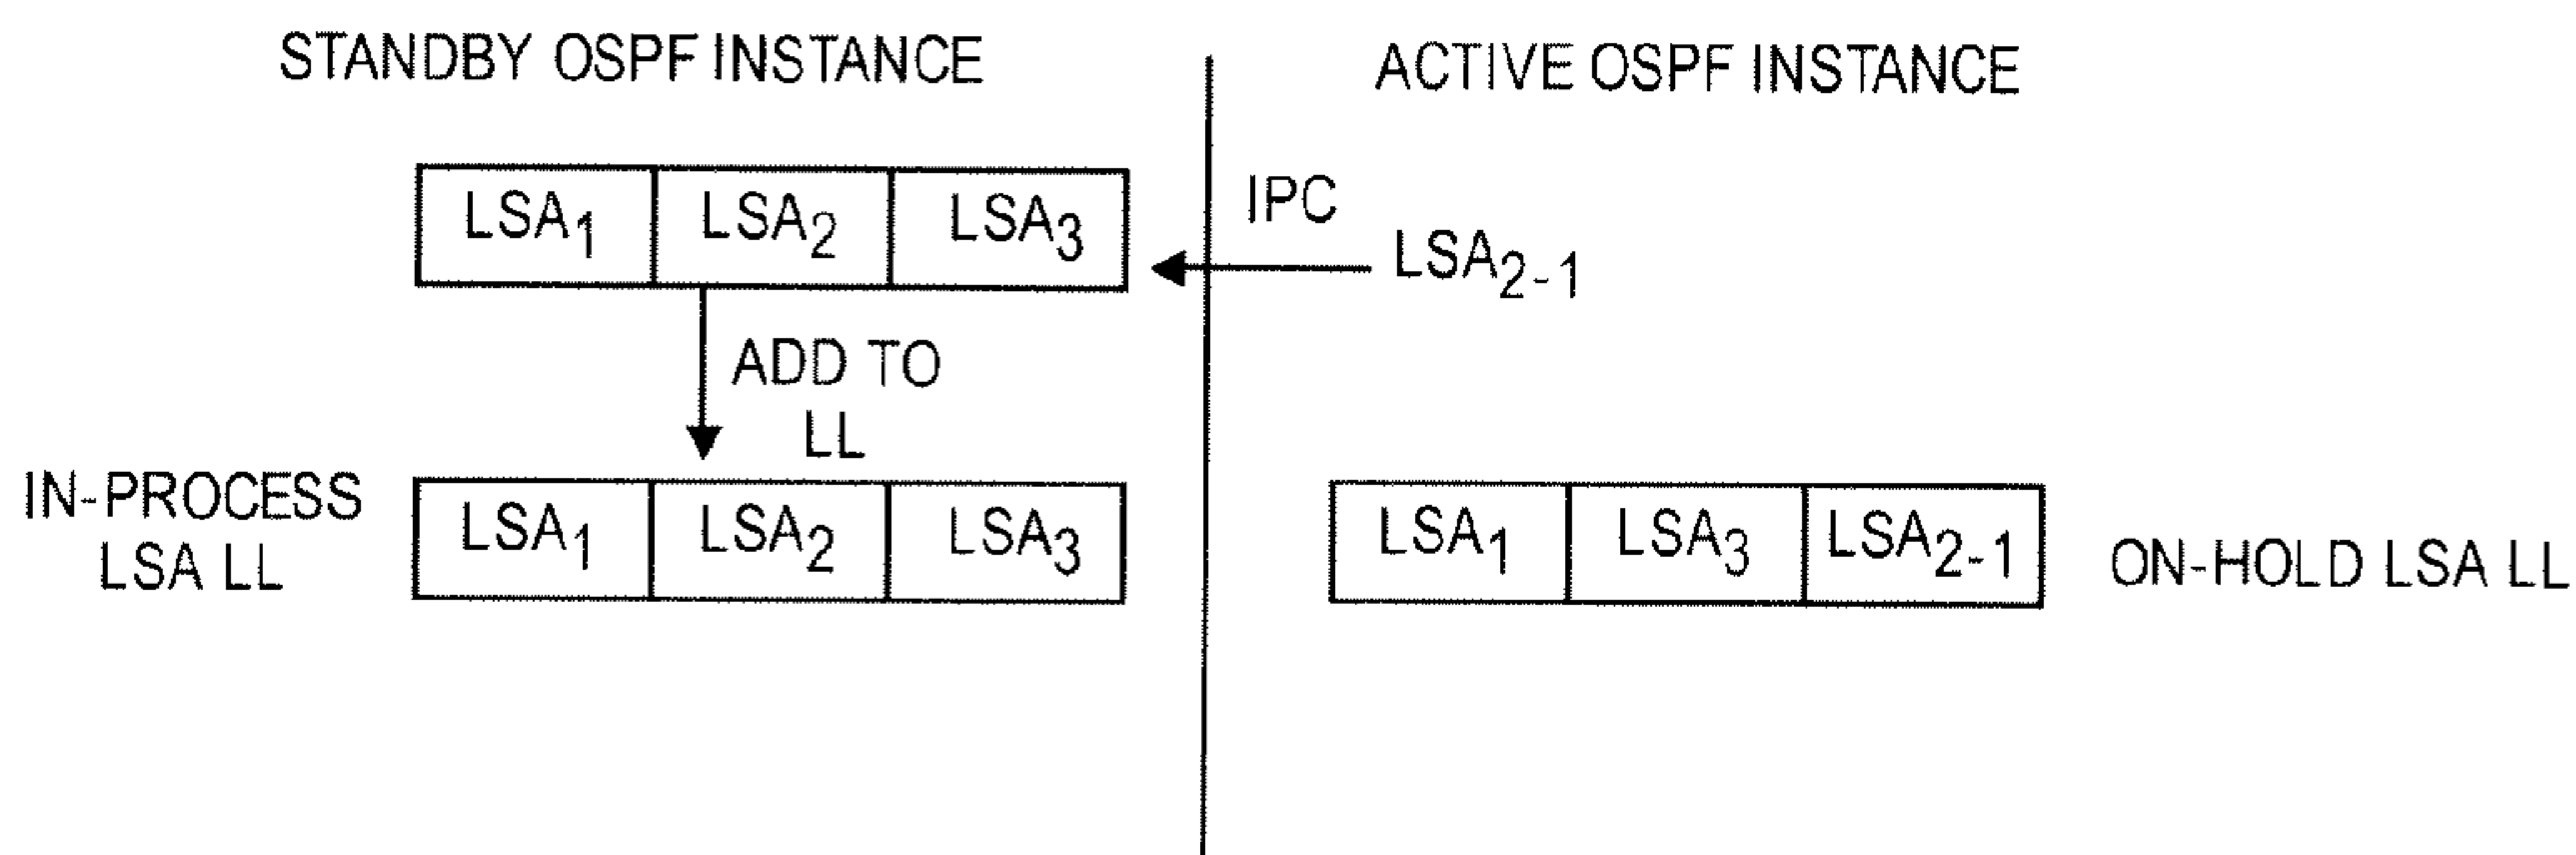 STANDBY OSPF INSTANCE
ACTIVE OSPF INSTANCE
LSA₁ LSA₂ LSA₃
IPC
LSA₂₋₁
ADD TO
LL
IN-PROCESS
LSA LL
LSA₁ LSA₂ LSA₃
LSA₁ LSA₃ LSA₂₋₁
ON-HOLD LSA LL